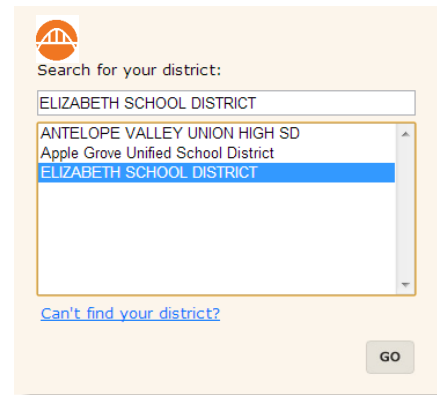 Search for your district:
ELIZABETH SCHOOL DISTRICT
ANTELOPE VALLEY UNION HIGH SD
Apple Grove Unified School District
ELIZABETH SCHOOL DISTRICT
Can't find your district?
GO